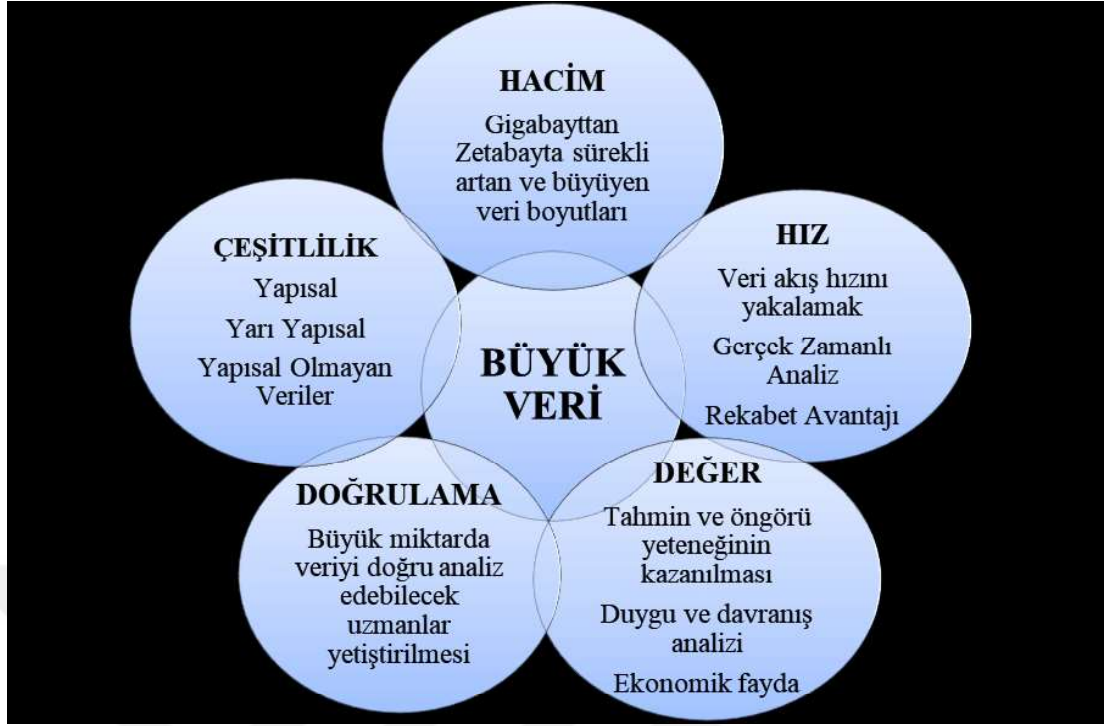 HACİM
Gigabayttan
Zetabayta sürekli
artan ve büyüyen
veri boyutları
ÇEŞİTLİLİK
Yapısal
Yarı Yapısal
Yapısal Olmayan
Veriler
HIZ
Veri akış hızını
yakalamak
Gerçek Zamanlı
Analiz
Rekabet Avantajı
BÜYÜK
VERİ
DOĞRULAMA
Büyük miktarda
veriyi doğru analiz
edebilecek
uzmanlar
yetiştirilmesi
DEĞER
Tahmin ve öngörü
yeteneğinin
kazanılması
Duygu ve davranış
analizi
Ekonomik fayda